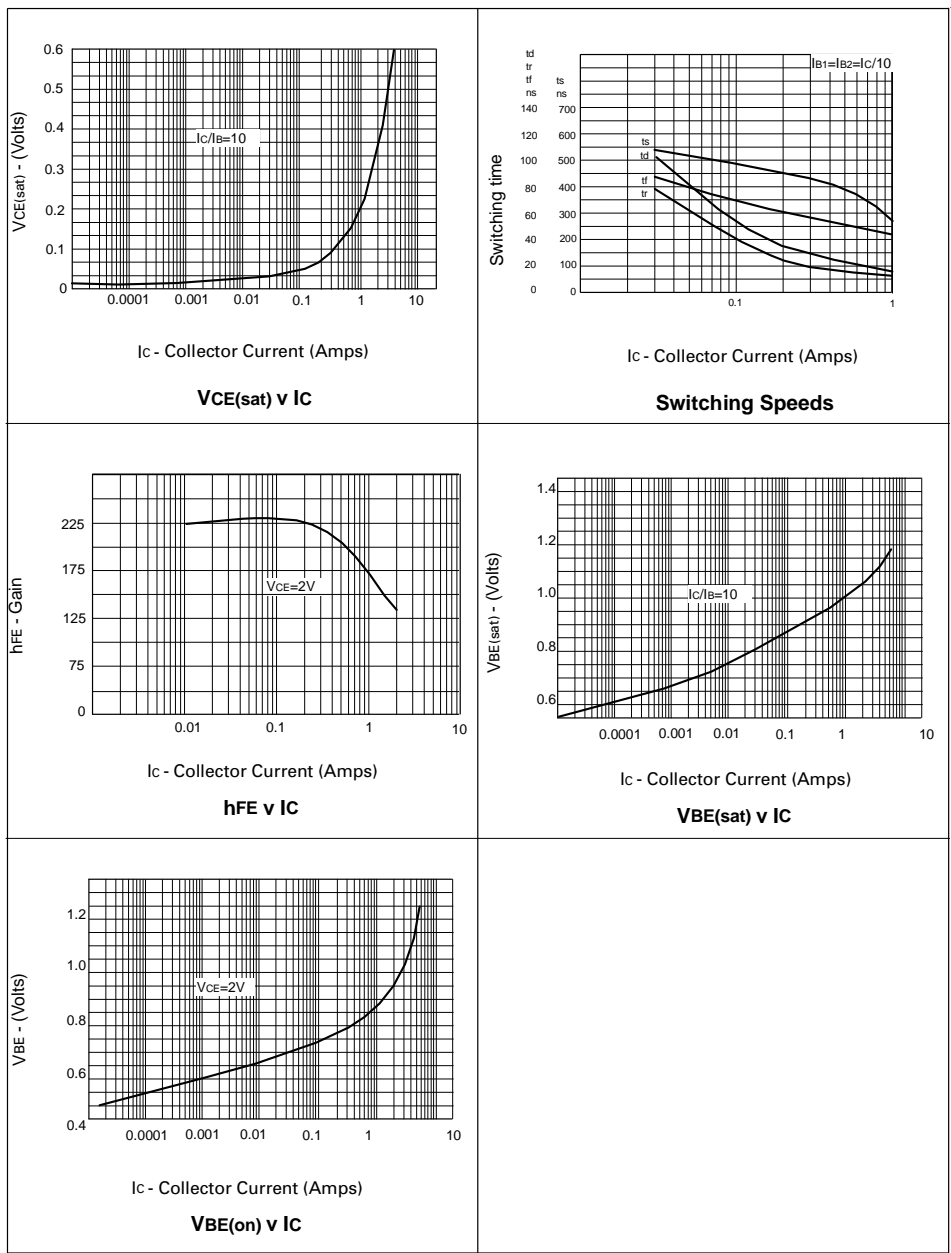 VCE(sat) - (Volts)
0.6
0.5
0.4
0.3
0.2
0.1
0
IC/IB=10
0.0001 0.001 0.01 0.1 1 10
IC - Collector Current (Amps)
VCE(sat) v IC
Switching time
td
tr
tf
ns
140
120
100
80
60
40
20
0
ts
ns
700
600
500
400
300
200
100
0
IB1=IB2=IC/10
ts
td
tf
tr
0.1 1
IC - Collector Current (Amps)
Switching Speeds
hFE - Gain
225
175
125
75
0
VCE=2V
0.01 0.1 1 10
IC - Collector Current (Amps)
hFE v IC
VBE(sat) - (Volts)
1.4
1.2
1.0
0.8
0.6
IC/IB=10
0.0001 0.001 0.01 0.1 1 10
IC - Collector Current (Amps)
VBE(sat) v IC
VBE - (Volts)
1.2
1.0
0.8
0.6
0.4
VCE=2V
0.0001 0.001 0.01 0.1 1 10
IC - Collector Current (Amps)
VBE(on) v IC